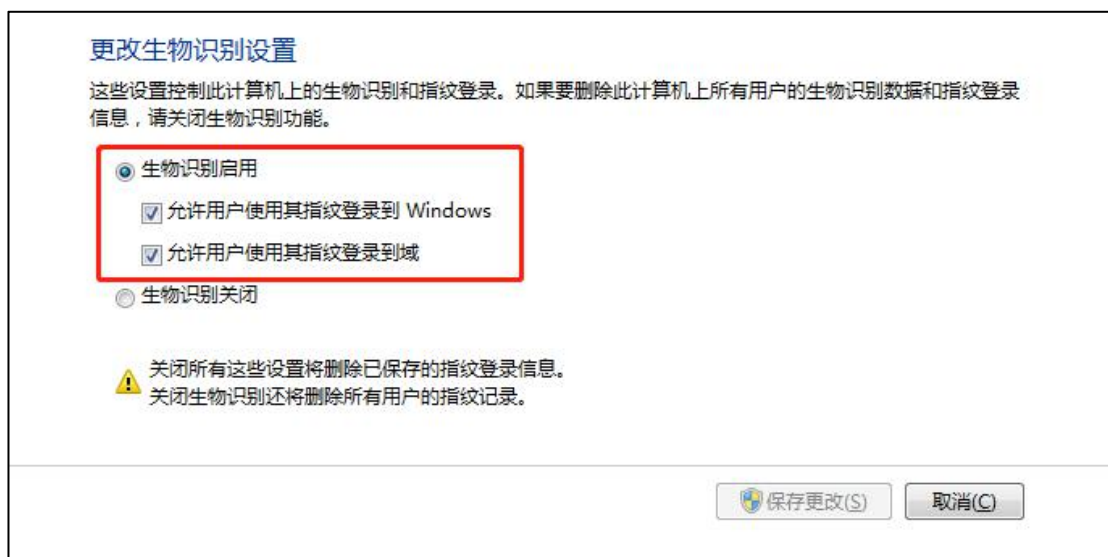 更改生物识别设置
这些设置控制此计算机上的生物识别和指纹登录。如果要删除此计算机上所有用户的生物识别数据和指纹登录
信息，请关闭生物识别功能。
生物识别启用
允许用户使用其指纹登录到 Windows
允许用户使用其指纹登录到域
生物识别关闭
关闭所有这些设置将删除已保存的指纹登录信息。
关闭生物识别还将删除所有用户的指纹记录。
保存更改(S) 取消(C)